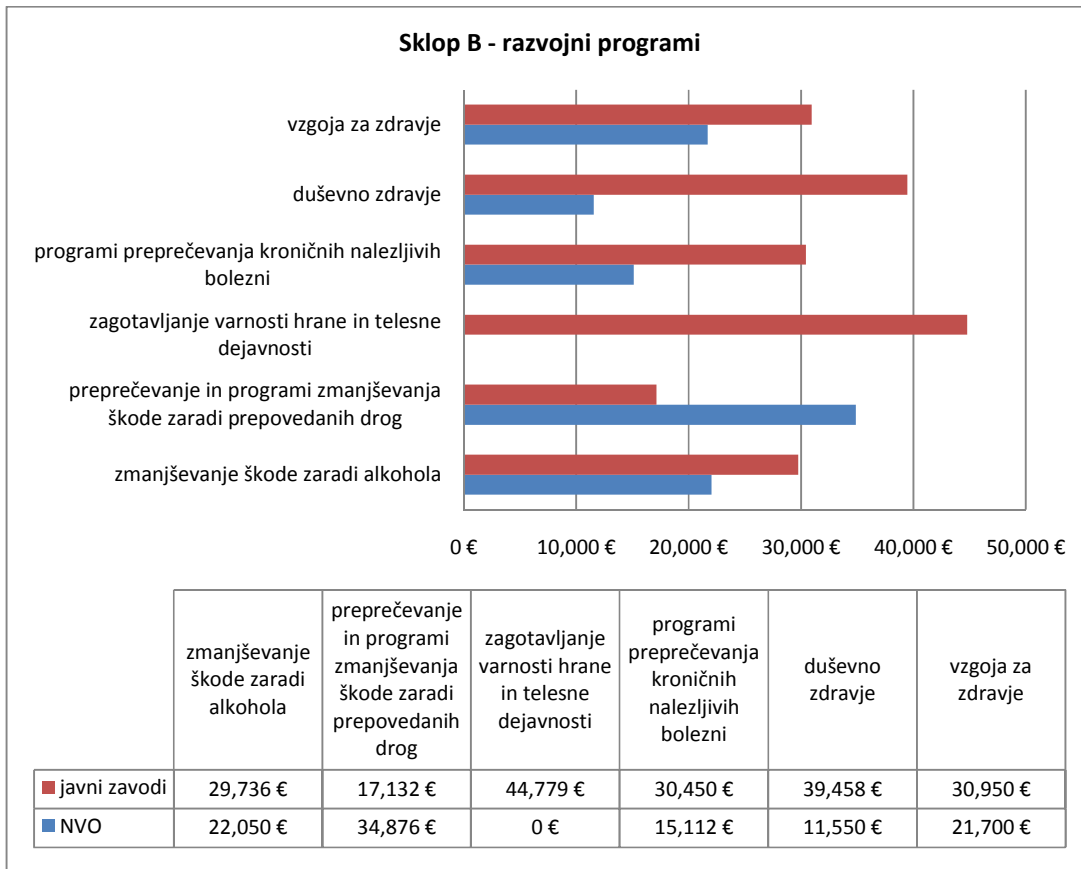 Sklop B - razvojni programi
vzgoja za zdravje
duševno zdravje
programi preprečevanja kroničnih nalezljivih
bolezni
zagotavljanje varnosti hrane in telesne
dejavnosti
preprečevanje in programi zmanjševanja
škode zaradi prepovedanih drog
zmanjševanje škode zaradi alkohola
0 € 10,000 € 20,000 € 30,000 € 40,000 € 50,000 €
zmanjševanje
škode zaradi
alkohola
preprečevanje
in programi
zmanjševanja
škode zaradi
prepovedanih
drog
zagotavljanje
varnosti hrane
in telesne
dejavnosti
programi
preprečevanja
kroničnih
nalezljivih
bolezni
duševno
zdravje
vzgoja za
zdravje
javni zavodi 29,736 € 17,132 € 44,779 € 30,450 € 39,458 € 30,950 €
NVO 22,050 € 34,876 € 0 € 15,112 € 11,550 € 21,700 €